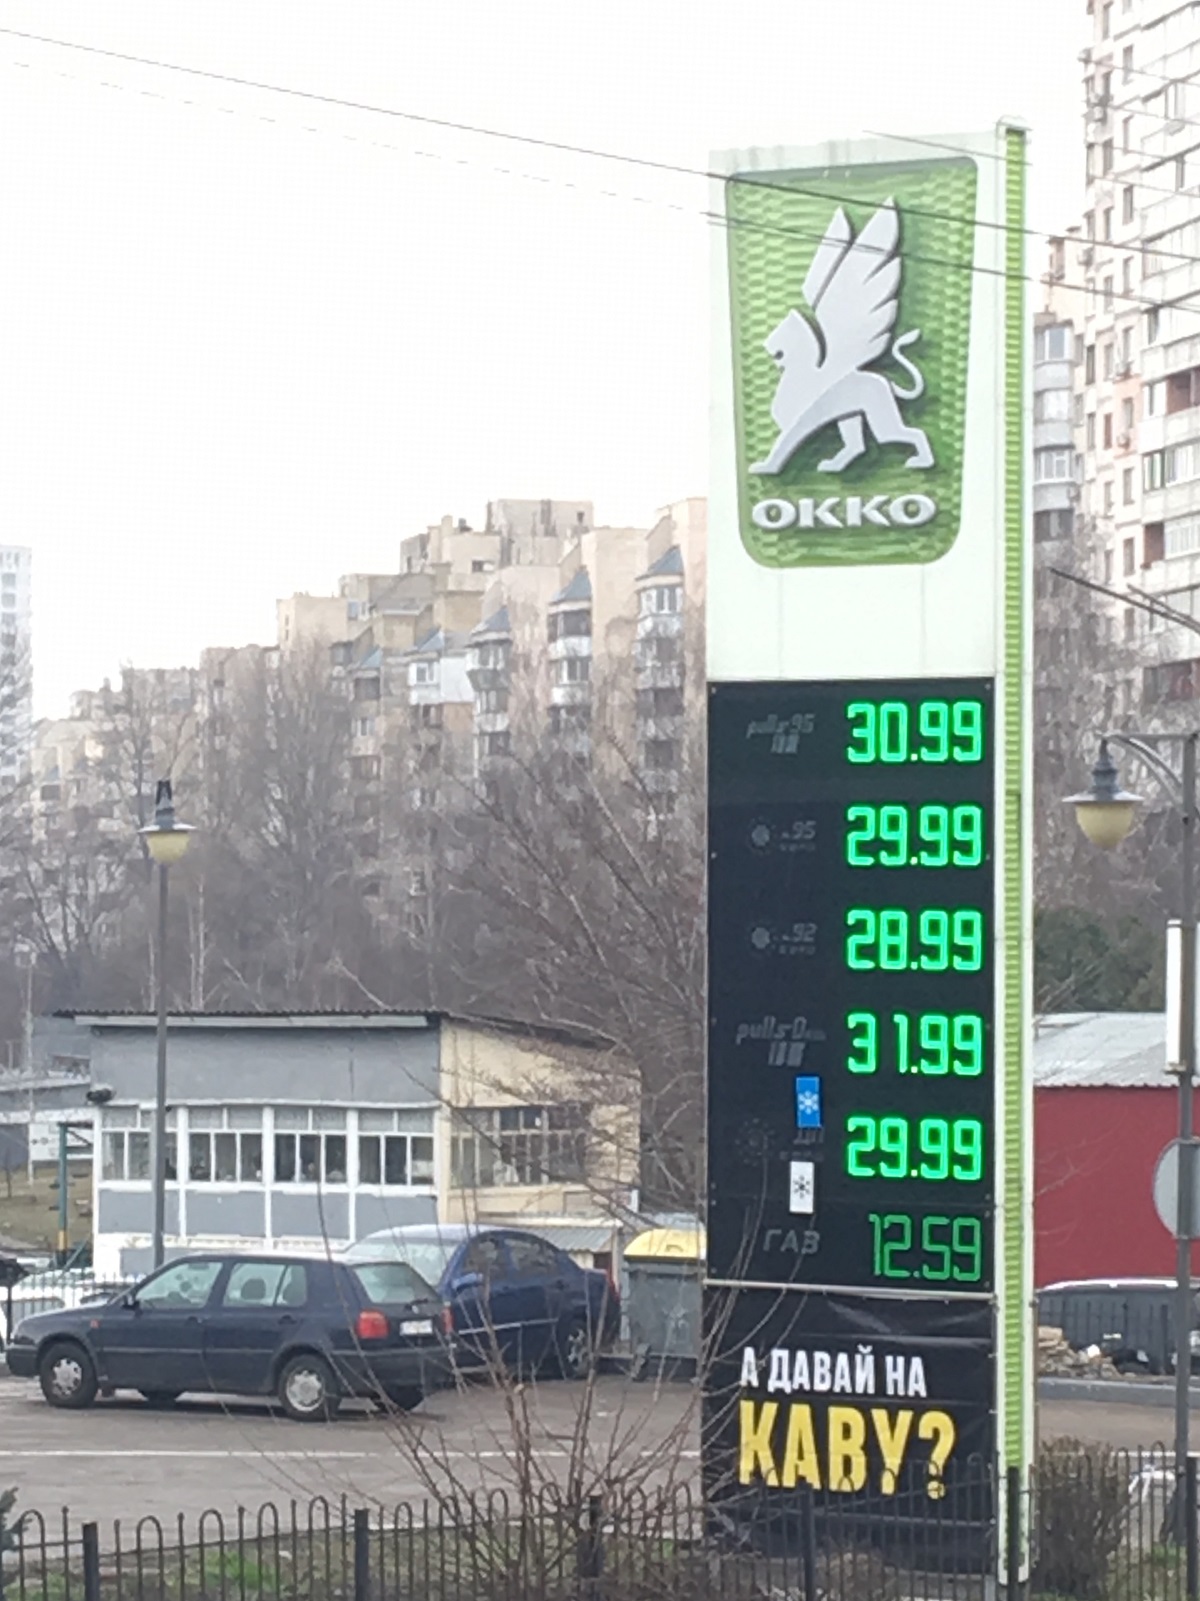 OKKO
pulls 95
30.99
95
29.99
92
28.99
pulls D
31.99
ДП
29.99
ГАЗ
12.59
А ДАВАЙ НА
КАВУ?